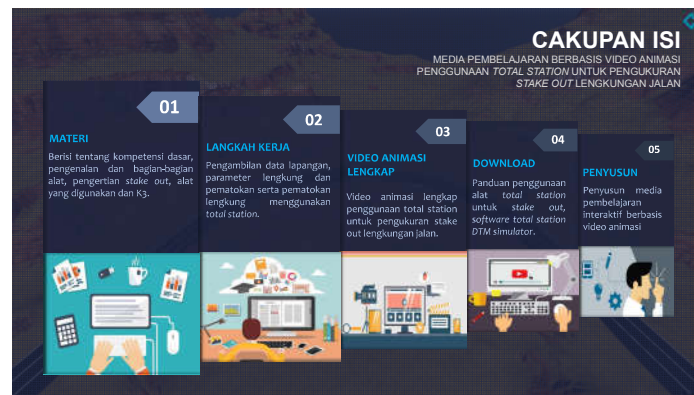 CAKUPAN ISI
MEDIA PEMBELAJARAN BERBASIS VIDEO ANIMASI
PENGGUNAAN TOTAL STATION UNTUK PENGUKURAN
STAKE OUT LENGKUNGAN JALAN
01
MATERI
Berisi tentang kompetensi dasar,
pengenalan dan bagian-bagian
alat, pengertian stake out, alat
yang digunakan dan K3.
02
LANGKAH KERJA
Pengambilan data lapangan,
parameter lengkung dan
pematokan serta pematokan
lengkung menggunakan
total station.
03
VIDEO ANIMASI
LENGKAP
Video animasi lengkap
penggunaan total station
untuk pengukuran stake
out lengkungan jalan.
04
DOWNLOAD
Panduan penggunaan
alat total station
untuk stake out,
software total station
DTM simulator.
05
PENYUSUN
Penyusun media
pembelajaran
interaktif berbasis
video animasi